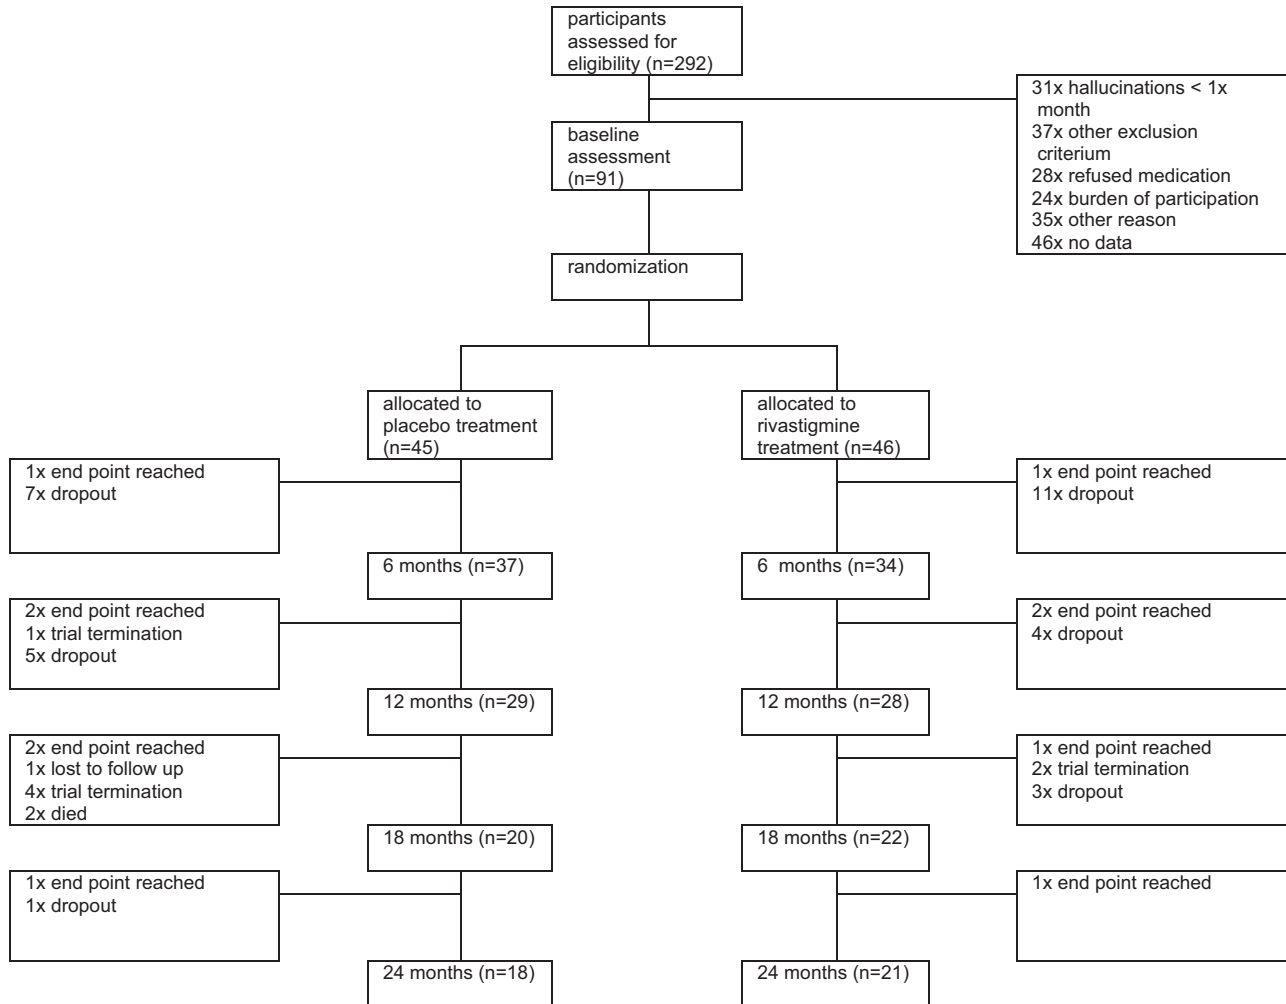 participants
assessed for
eligibility (n=292)
31x hallucinations < 1x
month
37x other exclusion
criterium
28x refused medication
24x burden of participation
35x other reason
46x no data
baseline
assessment
(n=91)
randomization
allocated to
placebo treatment
(n=45)
allocated to
rivastigmine
treatment (n=46)
1x end point reached
7x dropout
1x end point reached
11x dropout
6 months (n=37)
6  months (n=34)
2x end point reached
1x trial termination
5x dropout
2x end point reached
4x dropout
12 months (n=29)
12 months (n=28)
2x end point reached
1x lost to follow up
4x trial termination
2x died
1x end point reached
2x trial termination
3x dropout
18 months (n=20)
18 months (n=22)
1x end point reached
1x dropout
1x end point reached
24 months (n=18)
24 months (n=21)